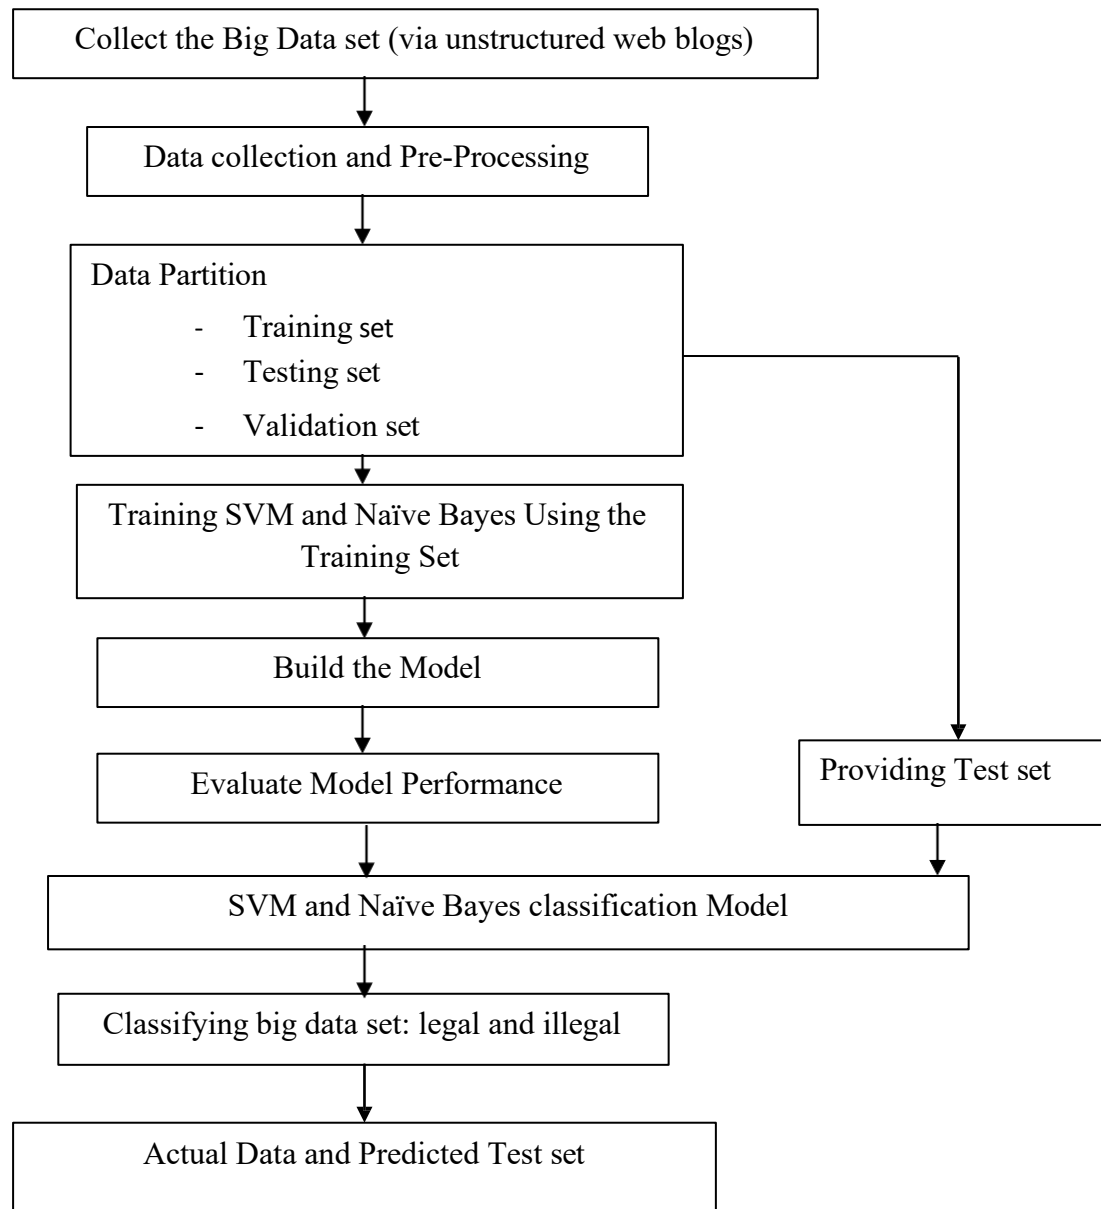 Collect the Big Data set (via unstructured web blogs)
Data collection and Pre-Processing
Data Partition
- Training set
- Testing set
- Validation set
Training SVM and Naïve Bayes Using the
Training Set
Build the Model
Evaluate Model Performance
Providing Test set
SVM and Naïve Bayes classification Model
Classifying big data set: legal and illegal
Actual Data and Predicted Test set